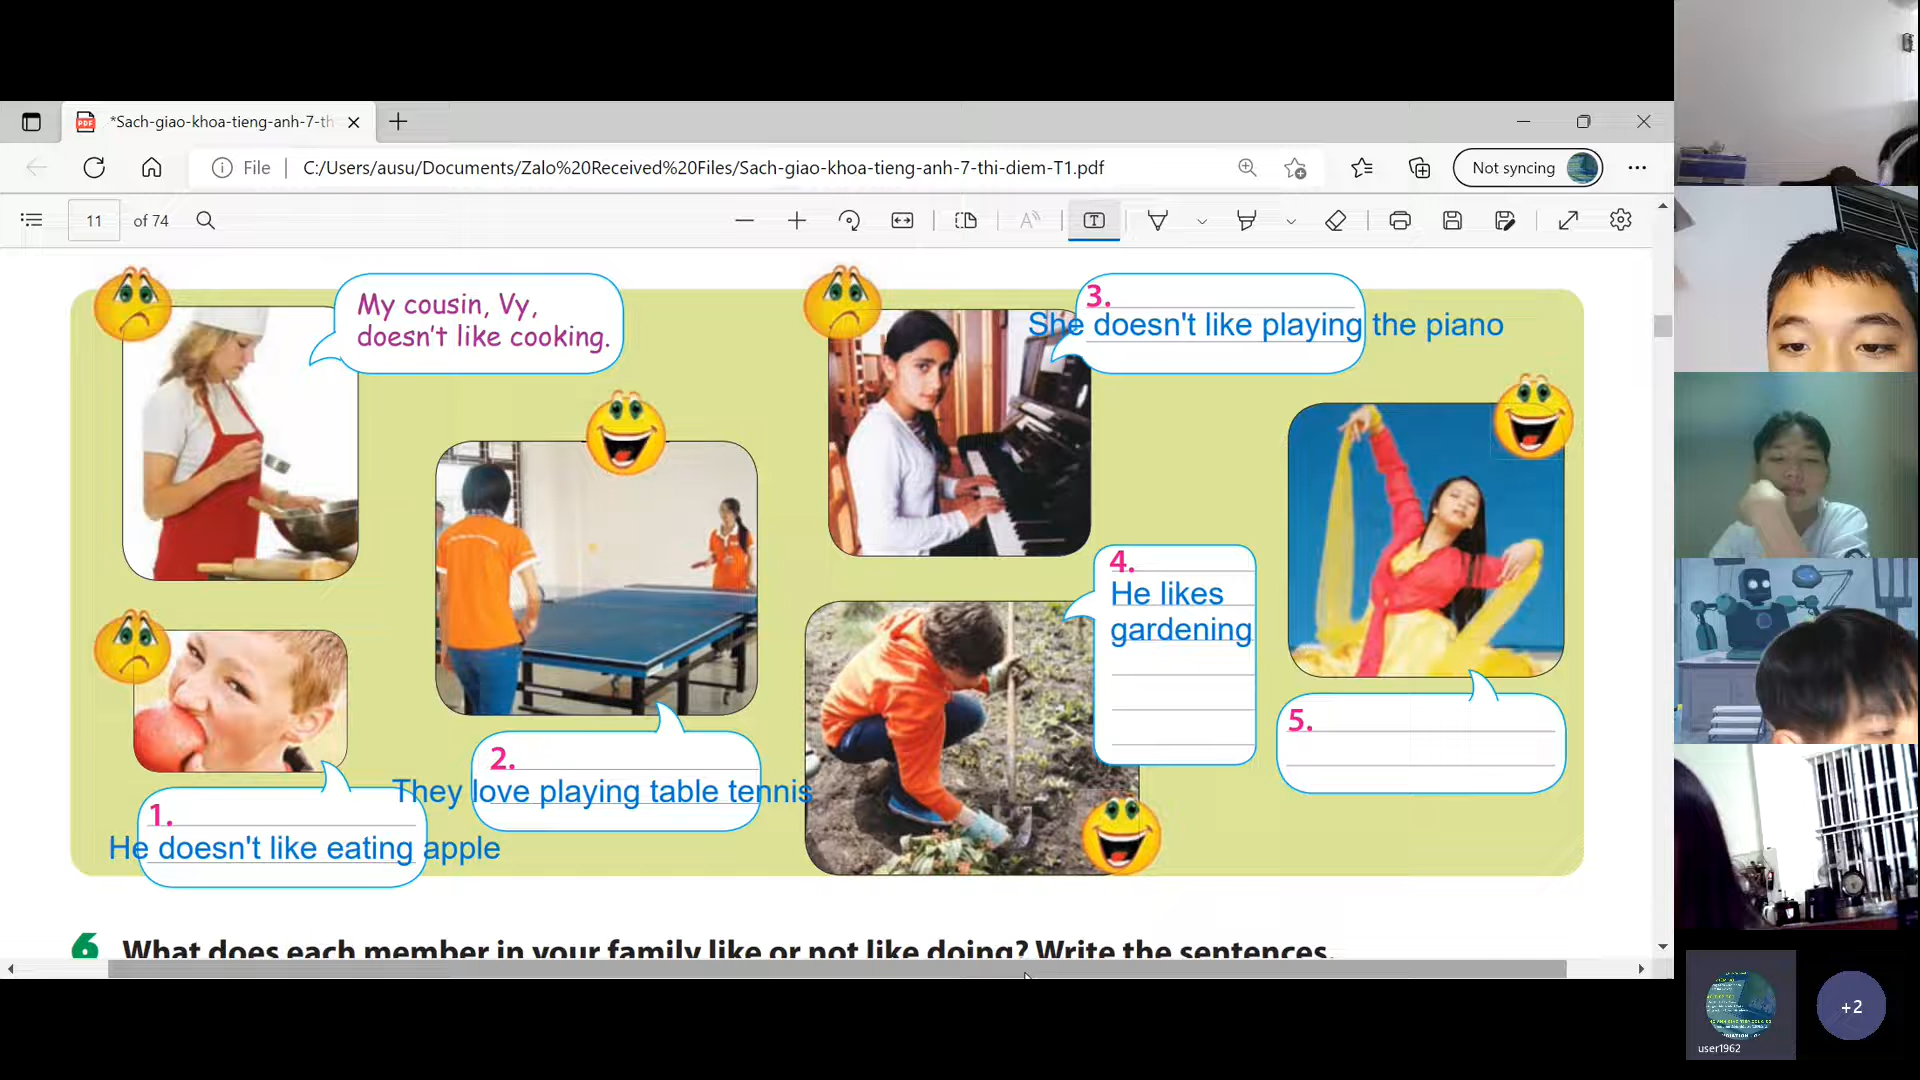 *Sach-giao-khoa-tieng-anh-7-th
File
C:/Users/ausu/Documents/Zalo%20Received%20Files/Sach-giao-khoa-tieng-anh-7-thi-diem-T1.pdf
Not syncing
11 of 74
My cousin, Vy,
doesn't like cooking.
1.
He doesn't like eating apple
2.
They love playing table tennis
3.
She doesn't like playing the piano
4.
He likes
gardening
5.
6 What does each member in your family like or not like doing? Write the sentences.
+2
user1962